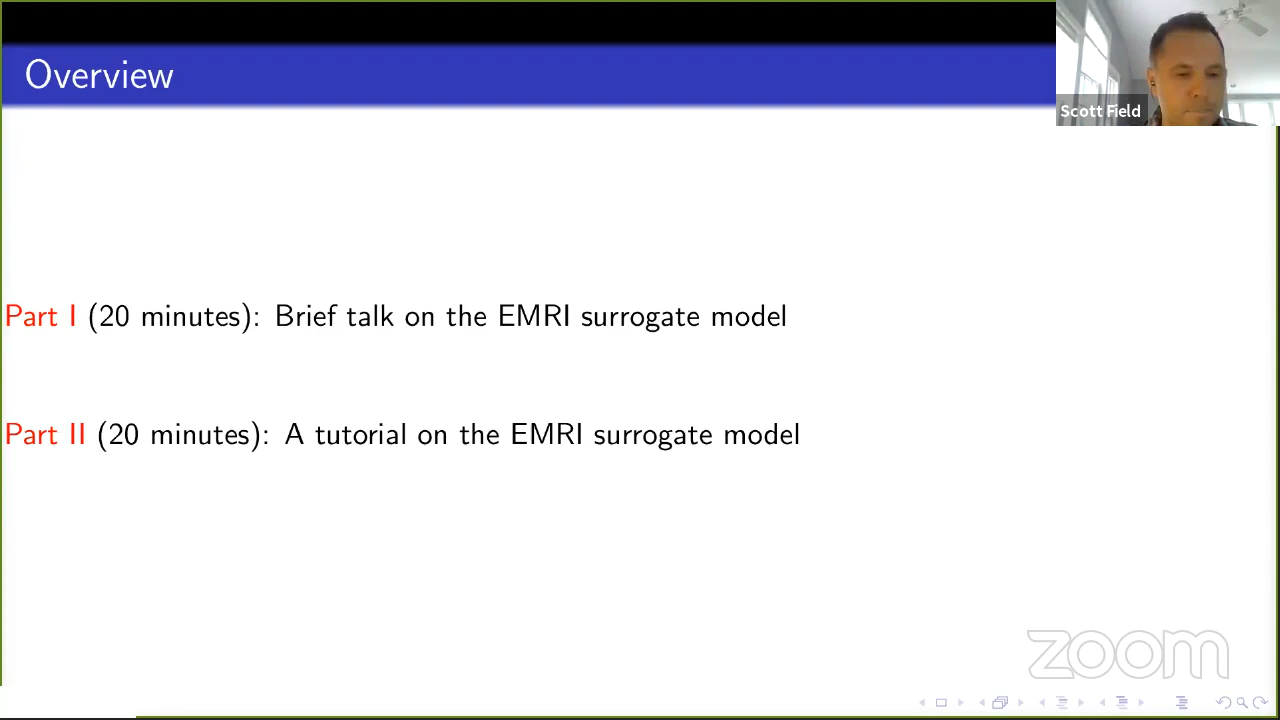 Overview
Scott Field
Part I (20 minutes): Brief talk on the EMRI surrogate model
Part II (20 minutes): A tutorial on the EMRI surrogate model
zoom